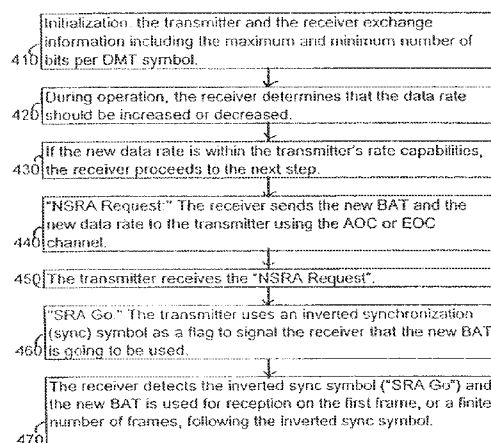 Initialization: the transmitter and the receiver exchange
information including the maximum and minimum number of
bits per DMT symbol.
410
During operation, the receiver determines that the data rate
should be increased or decreased.
420
If the new data rate is within the transmitter's rate capabilities,
the receiver proceeds to the next step.
430
"NSRA Request:" The receiver sends the new BAT and the
new data rate to the transmitter using the AOC or EOC
channel.
440
450
The transmitter receives the "NSRA Request".
"SRA Go." The transmitter uses an inverted synchronization
(sync) symbol as a flag to signal the receiver that the new BAT
is going to be used.
460
The receiver detects the inverted sync symbol ("SRA Go") and
the new BAT is used for reception on the first frame, or a finite
number of frames, following the inverted sync symbol.
470